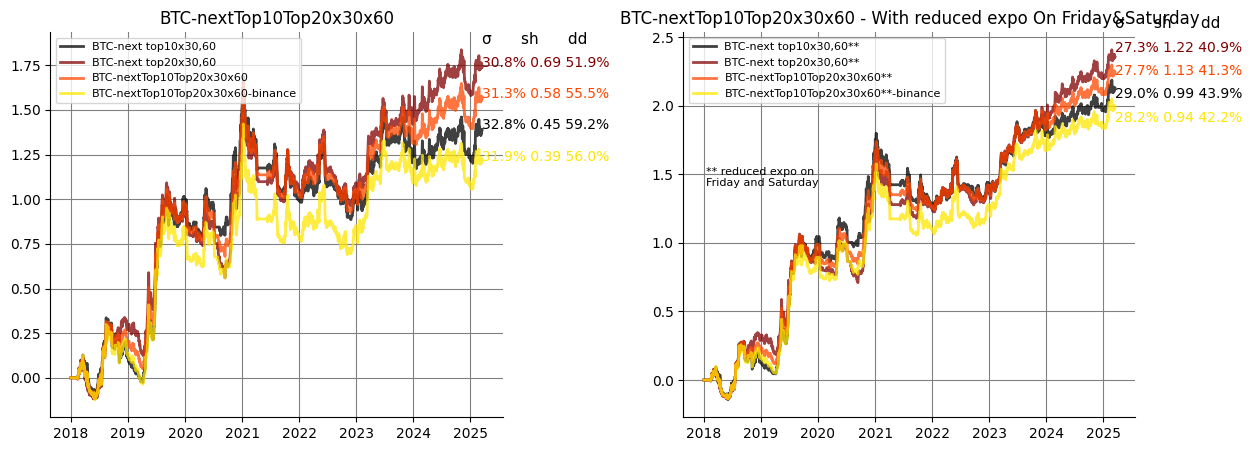 BTC-nextTop10Top20x30x60
σ sh dd
BTC-next top10x30,60
BTC-next top20x30,60
BTC-nextTop10Top20x30x60
BTC-nextTop10Top20x30x60-binance
30.8% 0.69 51.9%
31.3% 0.58 55.5%
32.8% 0.45 59.2%
31.9% 0.39 56.0%
1.75
1.50
1.25
1.00
0.75
0.50
0.25
0.00
2018 2019 2020 2021 2022 2023 2024 2025
BTC-nextTop10Top20x30x60 - With reduced expo On Friday&Saturday
σ sh dd
BTC-next top10x30,60**
BTC-next top20x30,60**
BTC-nextTop10Top20x30x60**
BTC-nextTop10Top20x30x60**-binance
27.3% 1.22 40.9%
27.7% 1.13 41.3%
29.0% 0.99 43.9%
28.2% 0.94 42.2%
** reduced expo on
Friday and Saturday
2.5
2.0
1.5
1.0
0.5
0.0
2018 2019 2020 2021 2022 2023 2024 2025